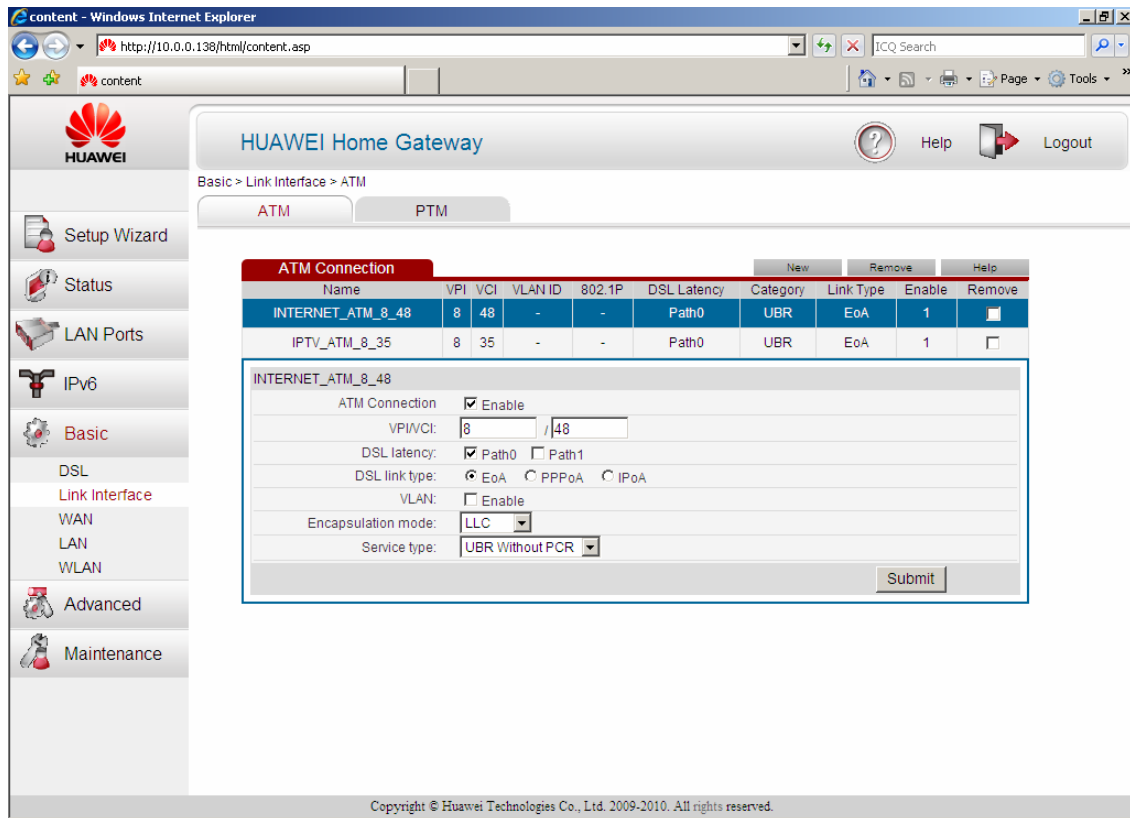 content - Windows Internet Explorer
http://10.0.0.138/html/content.asp
ICQ Search
content
Page
Tools
»
HUAWEI
HUAWEI Home Gateway
?
Help
Logout
Basic > Link Interface > ATM
ATM
PTM
Setup Wizard
Status
LAN Ports
IPv6
Basic
DSL
Link Interface
WAN
LAN
WLAN
Advanced
Maintenance
ATM Connection
New
Remove
Help
Name VPI VCI VLAN ID 802.1P DSL Latency Category Link Type Enable Remove
INTERNET_ATM_8_48 8 48 - - Path0 UBR EoA 1
IPTV_ATM_8_35 8 35 - - Path0 UBR EoA 1
INTERNET_ATM_8_48
ATM Connection Enable
VPI/VCI: 8 / 48
DSL latency: Path0 Path1
DSL link type: EoA PPPoA IPoA
VLAN: Enable
Encapsulation mode: LLC
Service type: UBR Without PCR
Submit
Copyright © Huawei Technologies Co., Ltd. 2009-2010. All rights reserved.